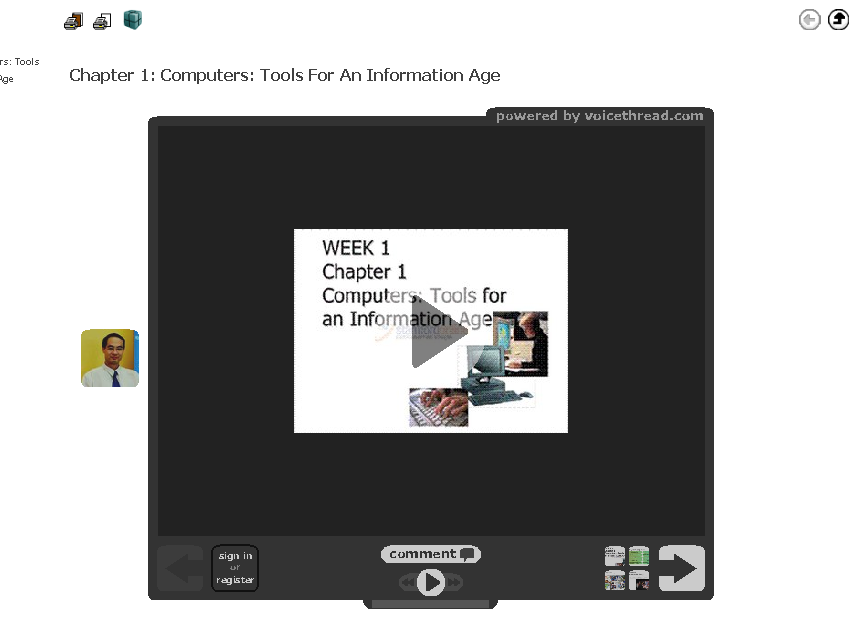 rs: Tools
Age
Chapter 1: Computers: Tools For An Information Age
powered by voicethread.com
WEEK 1
Chapter 1
Computers: Tools for
an Information Age
sign in
or
register
comment